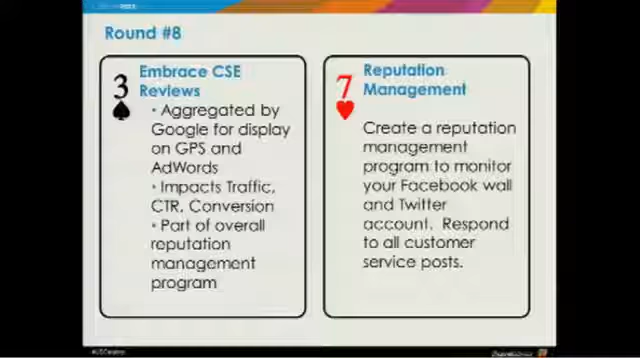 Round #8
3
Embrace CSE
Reviews
• Aggregated by
Google for display
on GPS and
AdWords
• Impacts Traffic,
CTR, Conversion
• Part of overall
reputation
management
program
7
Reputation
Management
Create a reputation
management
program to monitor
your Facebook wall
and Twitter
account. Respond
to all customer
service posts.